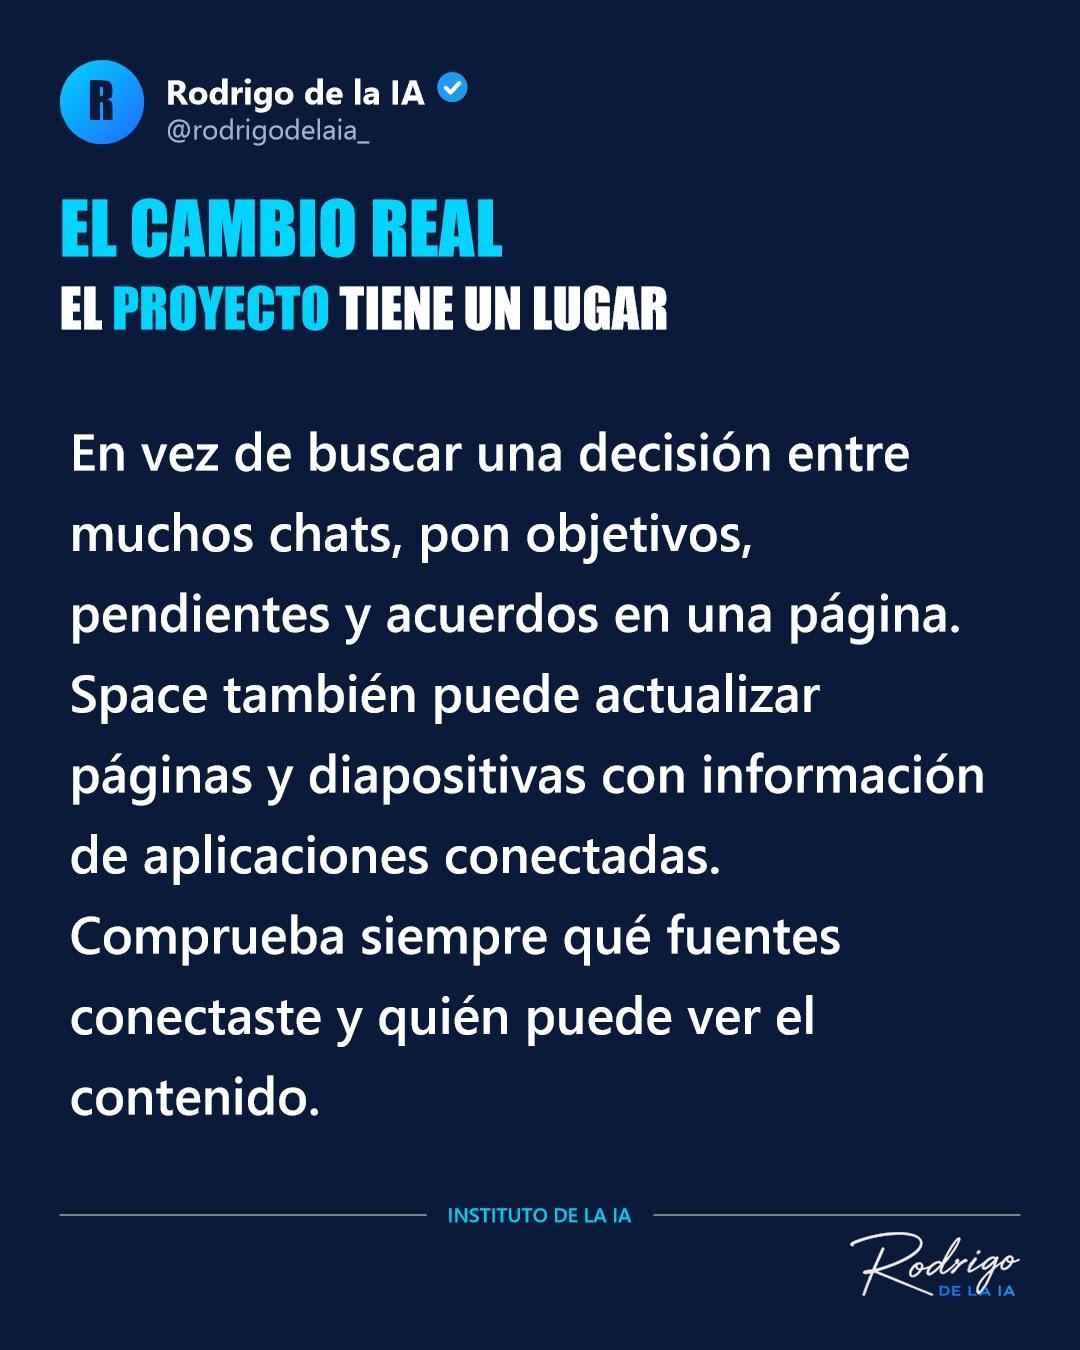 R
Rodrigo de la IA
@rodrigodelaia_
EL CAMBIO REAL
EL PROYECTO TIENE UN LUGAR
En vez de buscar una decisión entre
muchos chats, pon objetivos,
pendientes y acuerdos en una página.
Space también puede actualizar
páginas y diapositivas con información
de aplicaciones conectadas.
Comprueba siempre qué fuentes
conectaste y quién puede ver el
contenido.
INSTITUTO DE LA IA
Rodrigo
DE LA IA